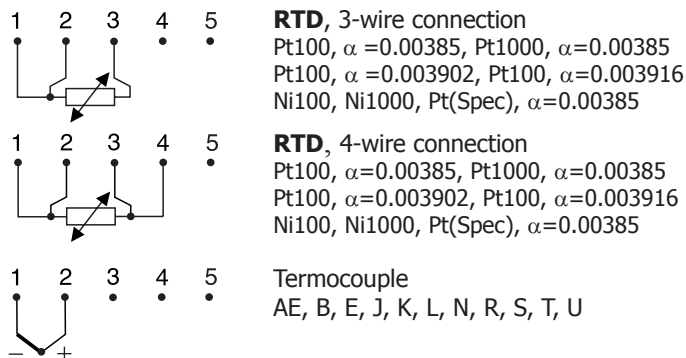 1 2 3 4 5
RTD, 3-wire connection
Pt100, α =0.00385, Pt1000, α=0.00385
Pt100, α =0.003902, Pt100, α=0.003916
Ni100, Ni1000, Pt(Spec), α=0.00385
1 2 3 4 5
RTD, 4-wire connection
Pt100, α=0.00385, Pt1000, α=0.00385
Pt100, α=0.003902, Pt100, α=0.003916
Ni100, Ni1000, Pt(Spec), α=0.00385
1 2 3 4 5
Termocouple
AE, B, E, J, K, L, N, R, S, T, U
− +